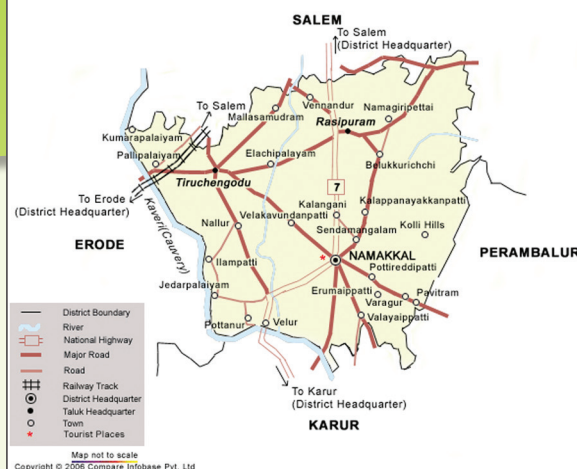 SALEM
To Salem
(District Headquarter)
To Salem
Vennandur
Namagiripettai
Mallasamudram
Rasipuram
Kumarapalaiyam
Pallipalaiyam
Elachipalayam
Belukkurichchi
Tiruchengodu
7
To Erode
(District Headquarter)
Kaveri(Cauvery)
Kalangani
Kalappanayakkanpatti
Velakavundanpatti
Nallur
Sendamangalam
Kolli Hills
ERODE
NAMAKKAL
PERAMBALUR
Ilampatti
Pottireddipatti
Jedarpalaiyam
Erumaippatti
Pavitram
Varagur
Valayaippatti
Pottanur
Velur
District Boundary
River
National Highway
Major Road
Road
Railway Track
District Headquarter
Taluk Headquarter
Town
Tourist Places
To Karur
(District Headquarter)
KARUR
Map not to scale
Copyright © 2006 Compare Infobase Pvt. Ltd